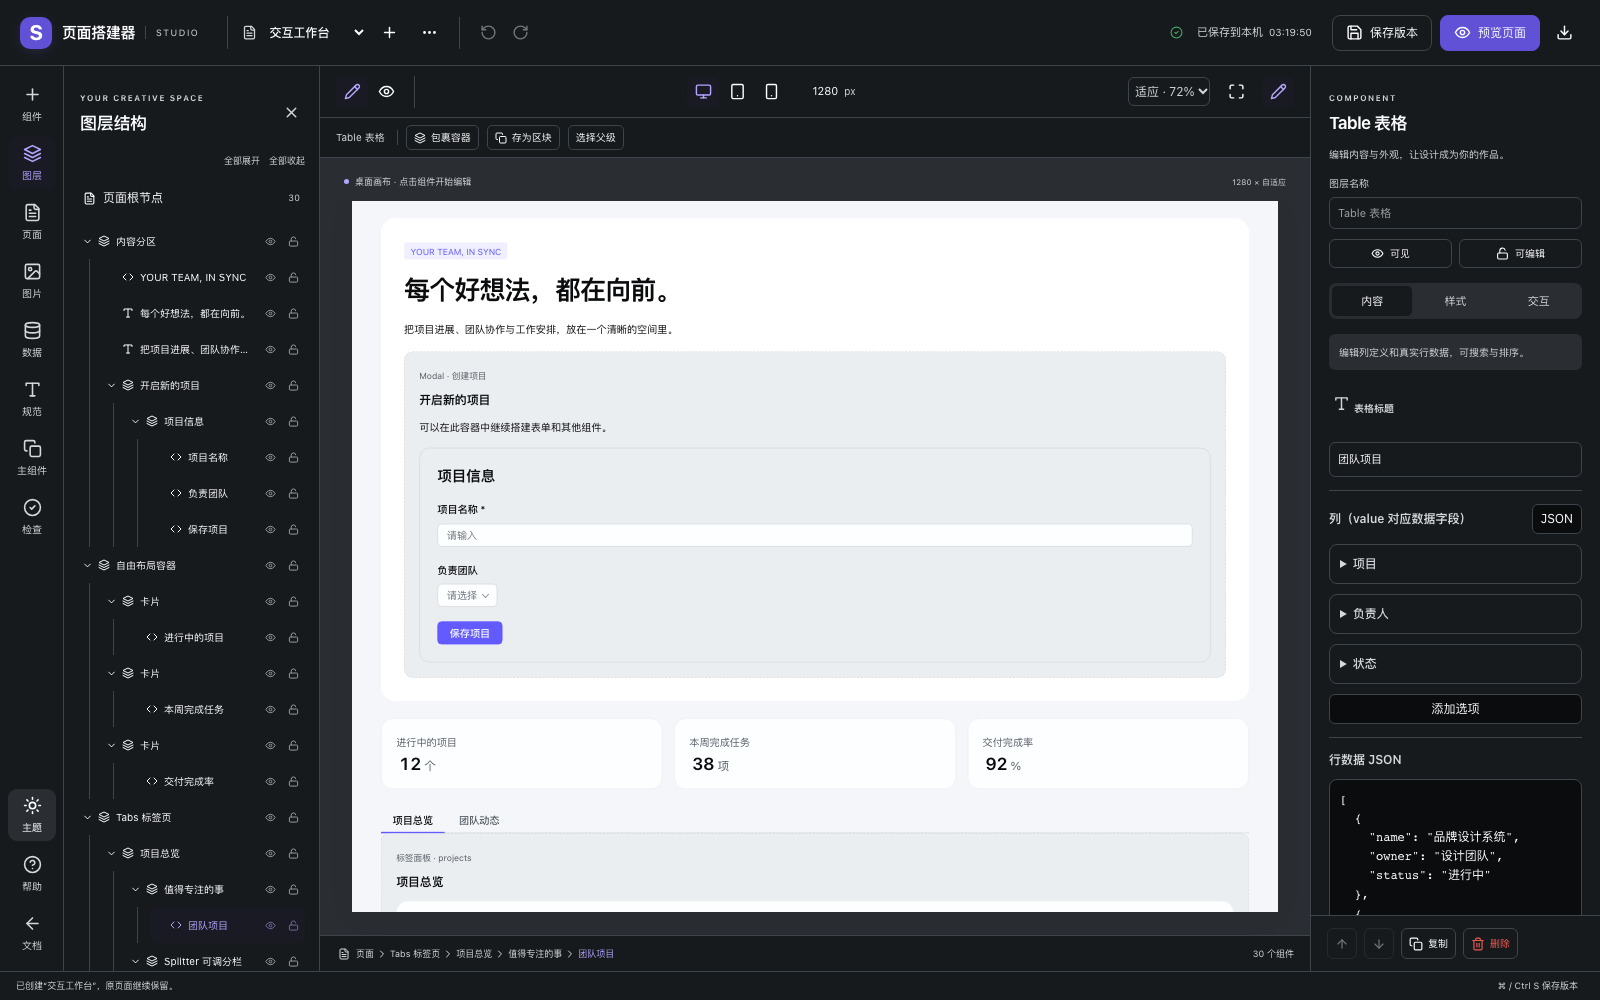 S 页面搭建器 STUDIO 交互工作台 已保存到本机 03:19:50 保存版本 预览页面
组件
图层
页面
图片
数据
规范
主组件
检查
主题
帮助
文档
YOUR CREATIVE SPACE
图层结构
全部展开 全部收起
页面根节点 30
内容分区
YOUR TEAM, IN SYNC
每个好想法，都在向前。
把项目进展、团队协作...
开启新的项目
项目信息
项目名称
负责团队
保存项目
自由布局容器
卡片
进行中的项目
卡片
本周完成任务
卡片
交付完成率
Tabs 标签页
项目总览
值得专注的事
团队项目
Splitter 可调分栏
1280 px 适应 · 72%
Table 表格 包裹容器 存为区块 选择父级
桌面画布 · 点击组件开始编辑 1280 × 自适应
YOUR TEAM, IN SYNC
每个好想法，都在向前。
把项目进展、团队协作与工作安排，放在一个清晰的空间里。
Modal · 创建项目
开启新的项目
可以在此容器中继续搭建表单和其他组件。
项目信息
项目名称 *
请输入
负责团队
请选择
保存项目
进行中的项目
12 个
本周完成任务
38 项
交付完成率
92 %
项目总览 团队动态
标签面板 · projects
项目总览
页面 Tabs 标签页 项目总览 值得专注的事 团队项目 30 个组件
COMPONENT
Table 表格
编辑内容与外观，让设计成为你的作品。
图层名称
Table 表格
可见 可编辑
内容 样式 交互
编辑列定义和真实行数据，可搜索与排序。
表格标题
团队项目
列（value 对应数据字段） JSON
项目
负责人
状态
添加选项
行数据 JSON
[
{
"name": "品牌设计系统",
"owner": "设计团队",
"status": "进行中"
},
{
复制 删除
已创建“交互工作台”，原页面继续保留。 ⌘ / Ctrl S 保存版本